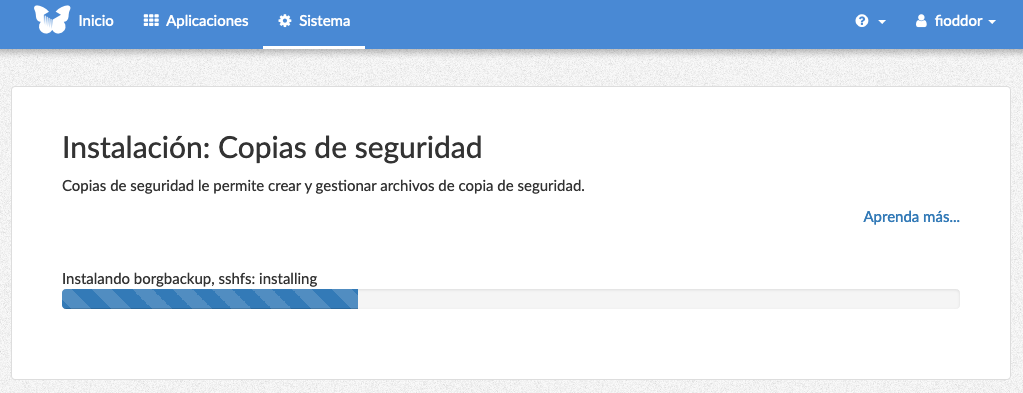 Inicio
Aplicaciones
Sistema
fioddor
Instalación: Copias de seguridad
Copias de seguridad le permite crear y gestionar archivos de copia de seguridad.
Aprenda más...
Instalando borgbackup, sshfs: installing